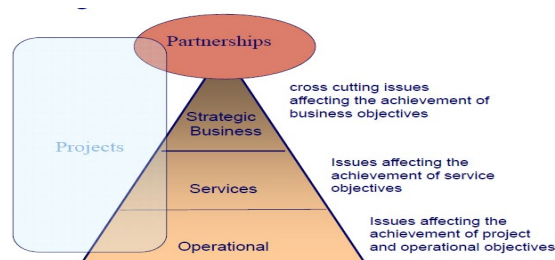 Partnerships
cross cutting issues
affecting the achievement of
business objectives
Strategic
Business
Projects
Issues affecting the
achievement of service
objectives
Services
Issues affecting the
achievement of project
and operational objectives
Operational